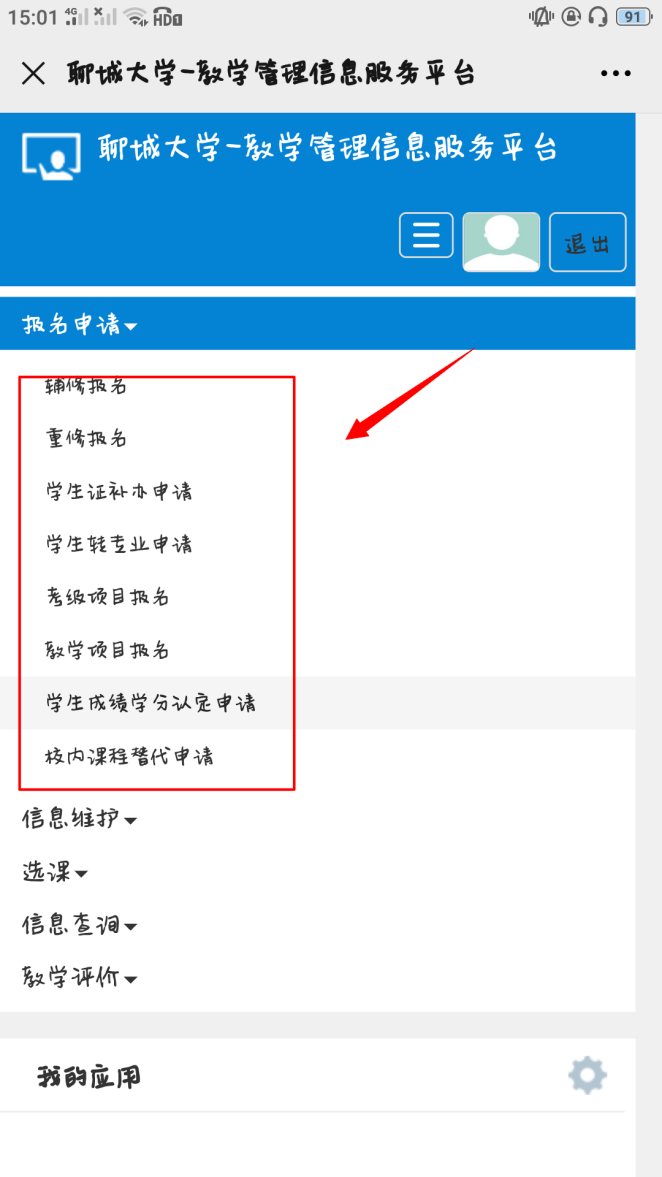 15:01 4G HD1 91
聊城大学-教学管理信息服务平台
聊城大学-教学管理信息服务平台
退出
报名申请
辅修报名
重修报名
学生证补办申请
学生转专业申请
考级项目报名
教学项目报名
学生成绩学分认定申请
校内课程替代申请
信息维护
选课
信息查询
教学评价
我的应用